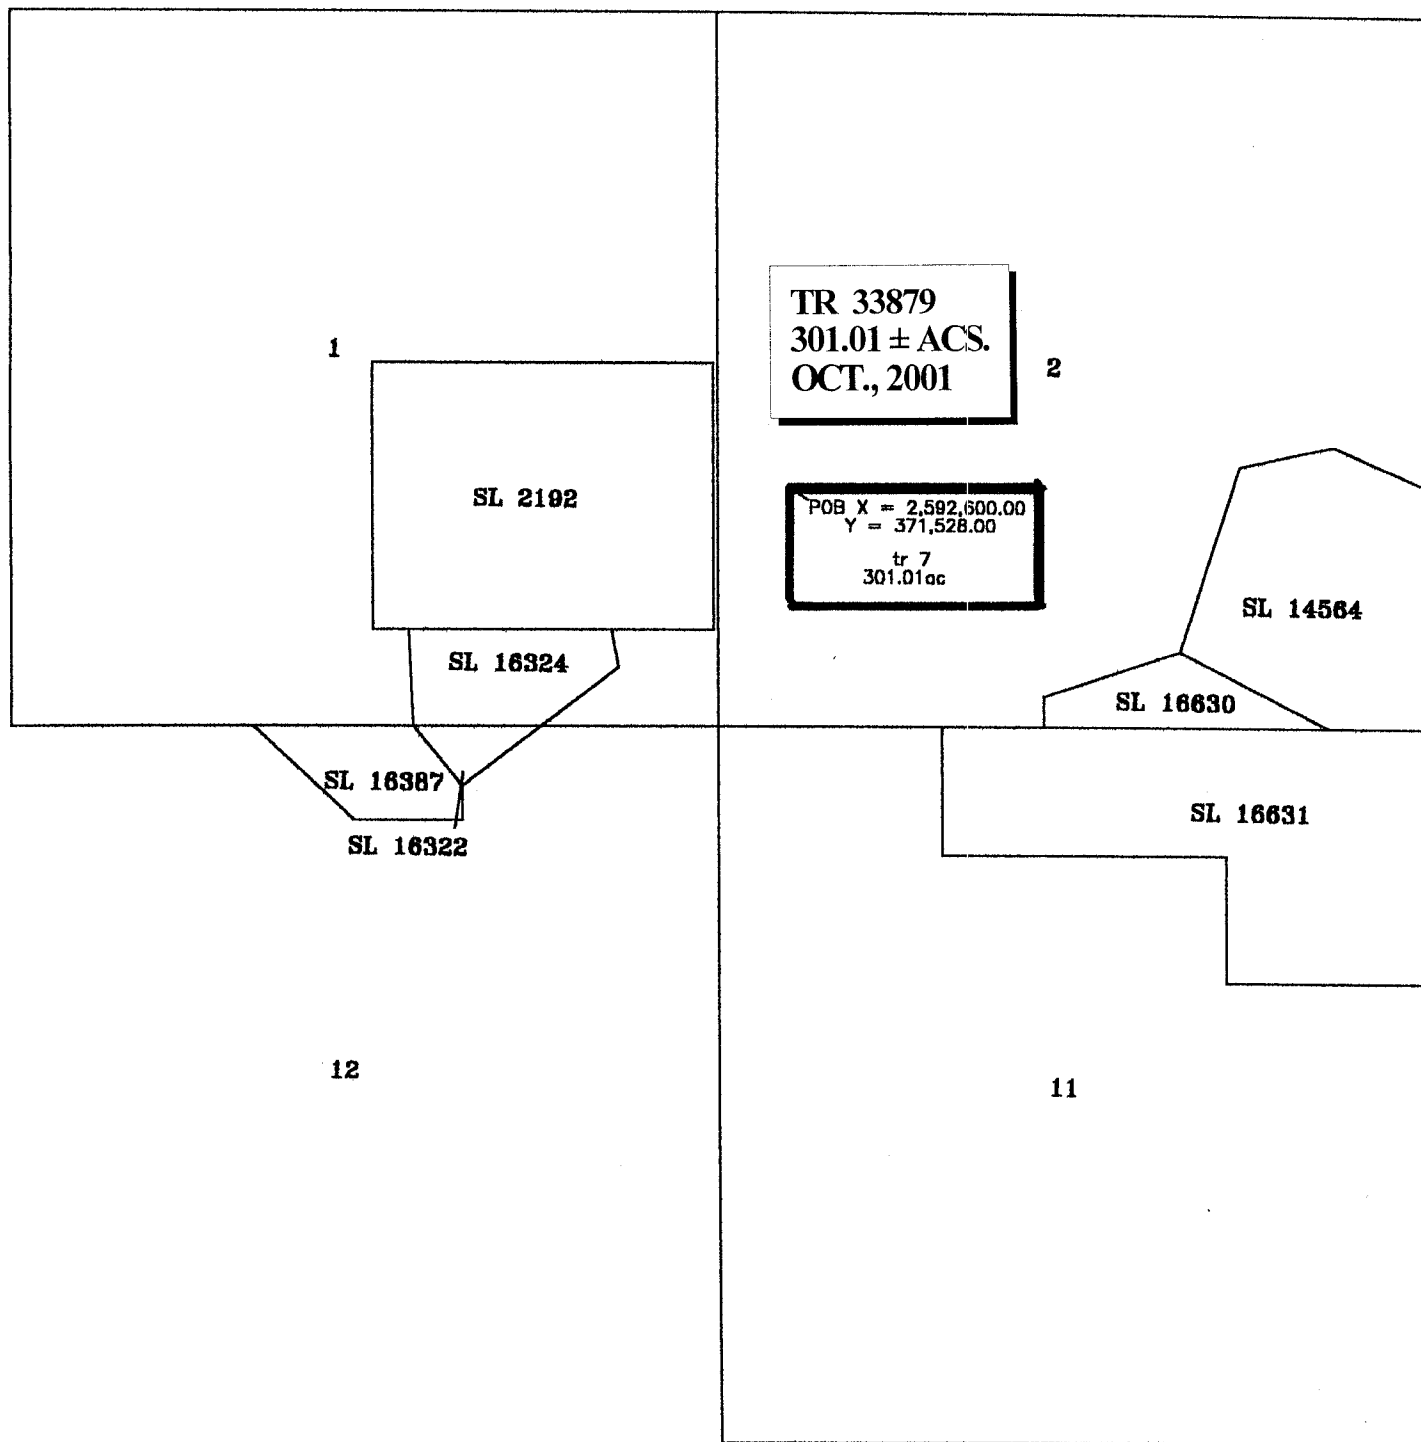 TR 33879
301.01 ± ACS.
OCT., 2001
1
2
SL 2192
POB X = 2,592,600.00
Y = 371,528.00
tr 7
301.01ac
SL 14564
SL 16324
SL 16630
SL 16387
SL 16631
SL 16322
12
11